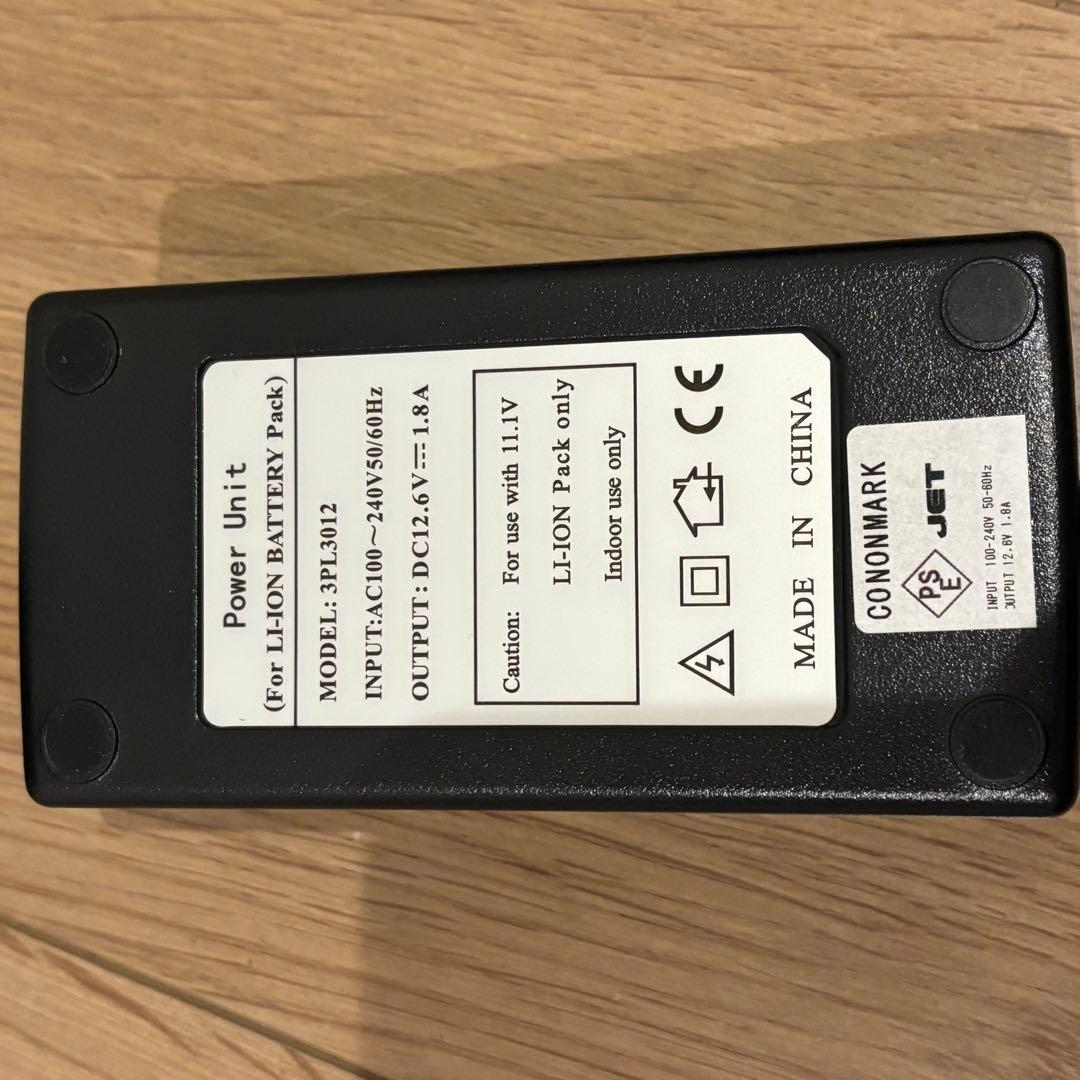 Power Unit
(For LI-ION BATTERY Pack)
MODEL: 3PL3012
INPUT:AC100～240V50/60Hz
OUTPUT: DC12.6V⎓1.8A
Caution: For use with 11.1V
LI-ION Pack only
Indoor use only
CE
MADE IN CHINA
CONONMARK
PSE JET
INPUT 100-240V 50-60Hz
OUTPUT 12.6V 1.8A